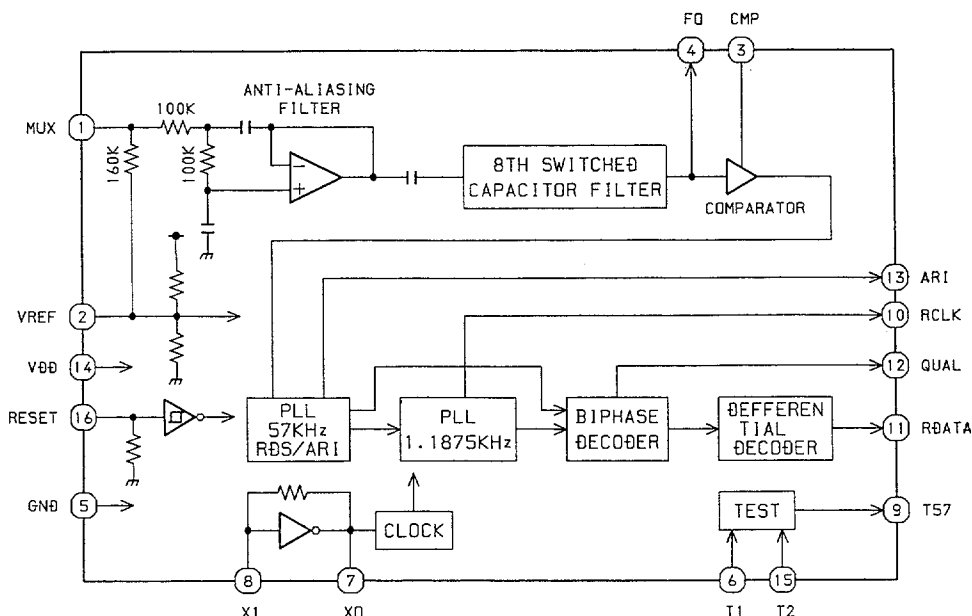 FO CMP
4 3
ANTI-ALIASING
FILTER
100K
MUX 1
160K
100K
−
+
8TH SWITCHED
CAPACITOR FILTER
COMPARATOR
13 ARI
VREF 2
10 RCLK
VDD 14
12 QUAL
RESET 16
PLL
57KHz
RDS/ARI
PLL
1.1875KHz
BIPHASE
DECODER
DEFFEREN
TIAL
DECODER
11 RDATA
GND 5
CLOCK
TEST
9 T57
8 7 6 15
X1 XO T1 T2